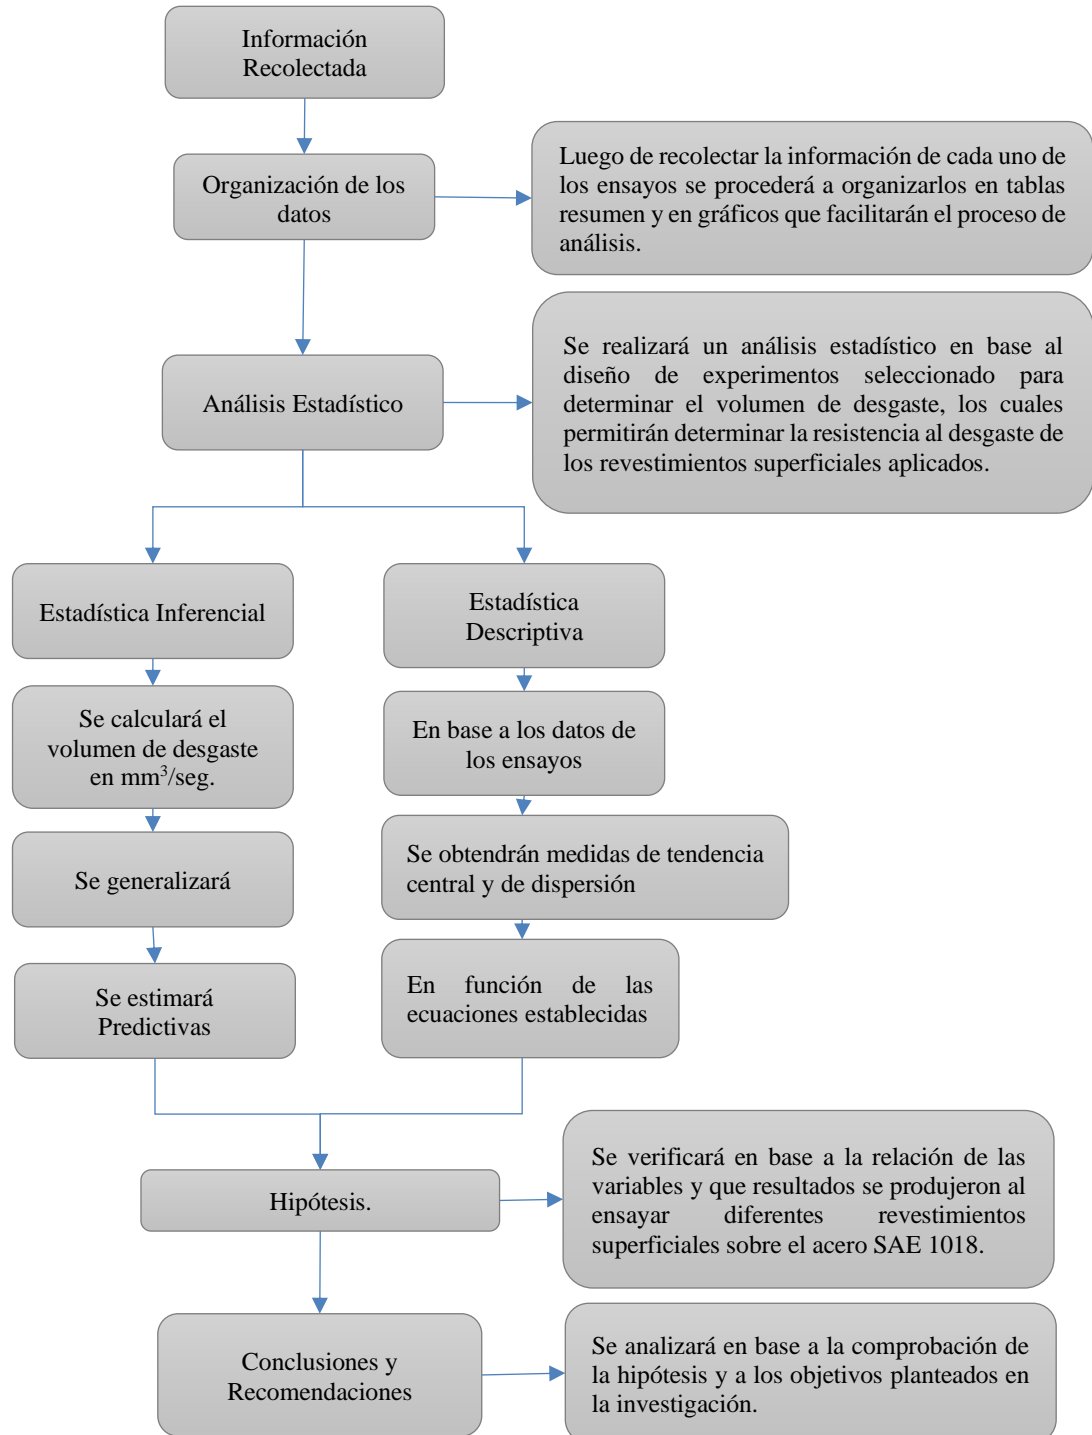 Información
Recolectada
Organización de los
datos
Luego de recolectar la información de cada uno de
los ensayos se procederá a organizarlos en tablas
resumen y en gráficos que facilitarán el proceso de
análisis.
Análisis Estadístico
Se realizará un análisis estadístico en base al
diseño de experimentos seleccionado para
determinar el volumen de desgaste, los cuales
permitirán determinar la resistencia al desgaste de
los revestimientos superficiales aplicados.
Estadística Inferencial
Se calculará el
volumen de desgaste
en mm³/seg.
Se generalizará
Se estimará
Predictivas
Estadística
Descriptiva
En base a los datos de
los ensayos
Se obtendrán medidas de tendencia
central y de dispersión
En función de las
ecuaciones establecidas
Hipótesis.
Se verificará en base a la relación de las
variables y que resultados se produjeron al
ensayar diferentes revestimientos
superficiales sobre el acero SAE 1018.
Conclusiones y
Recomendaciones
Se analizará en base a la comprobación de
la hipótesis y a los objetivos planteados en
la investigación.